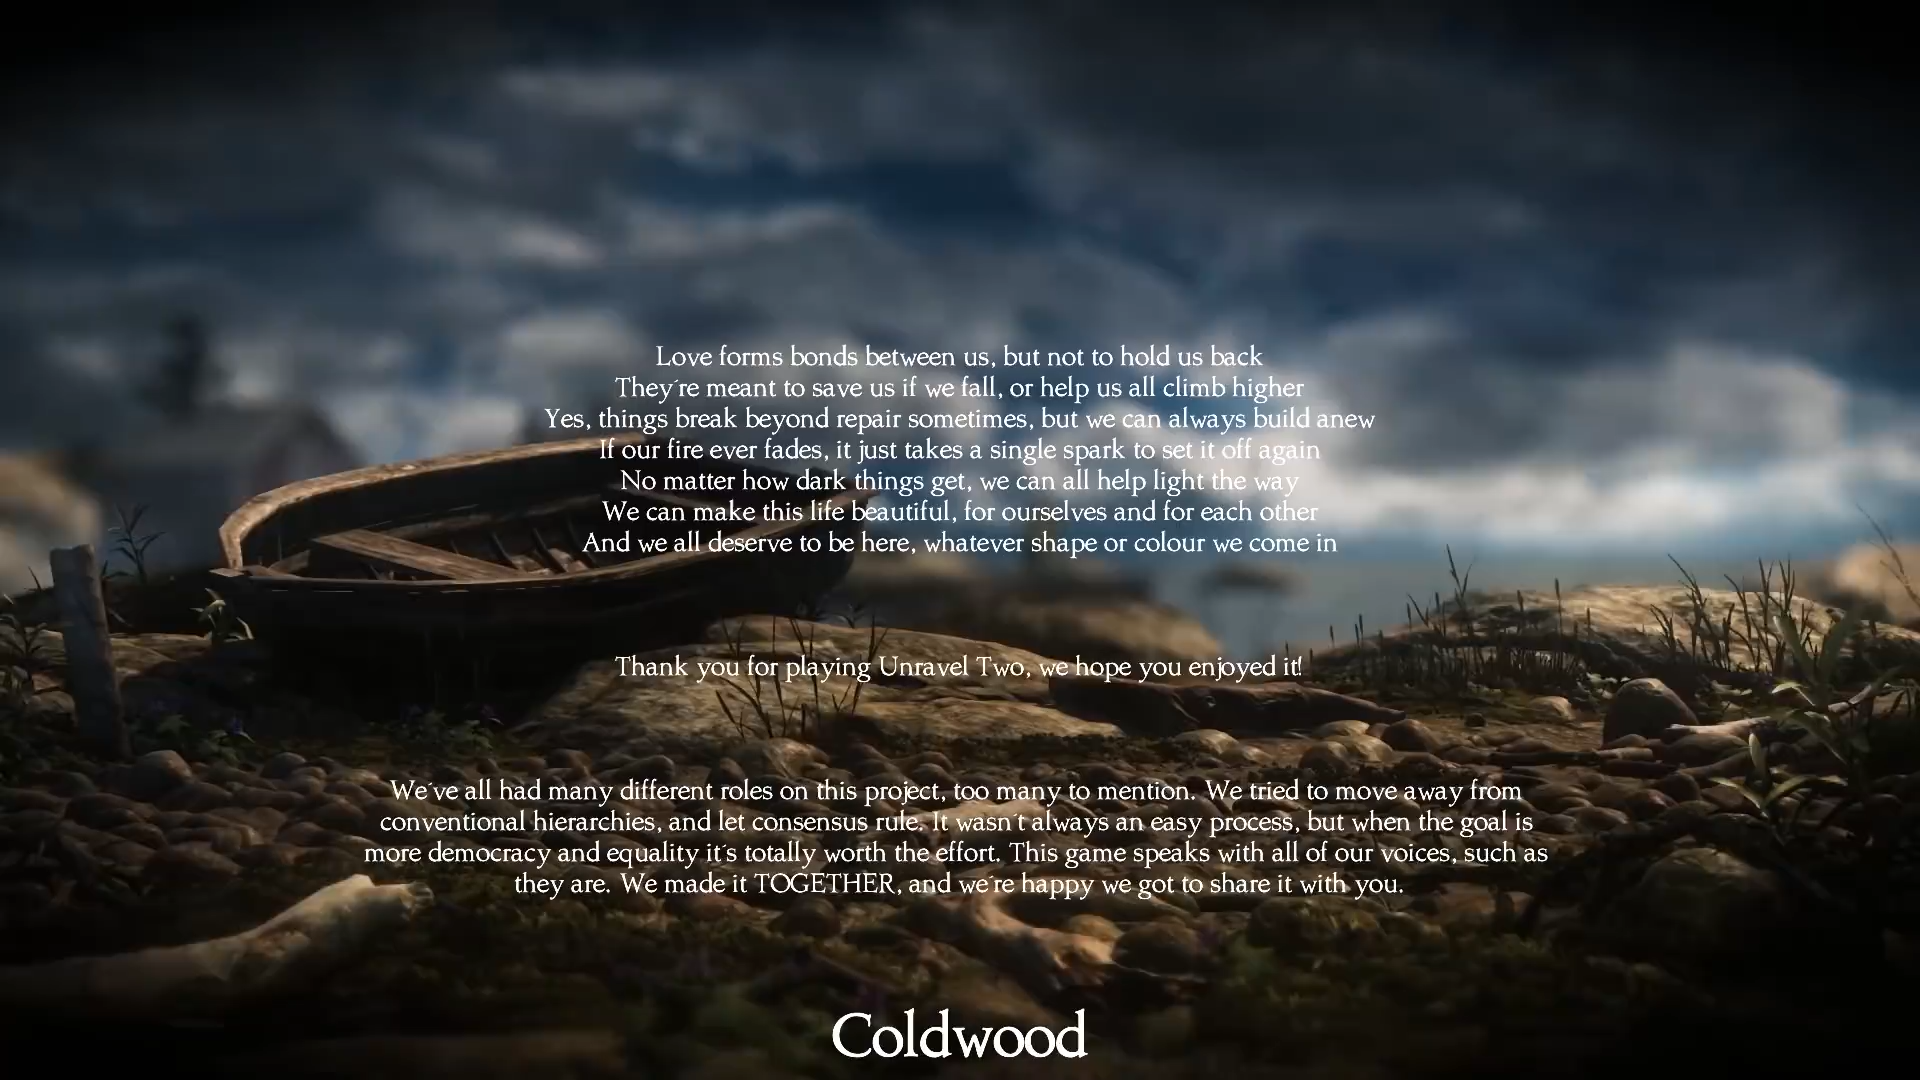 Love forms bonds between us, but not to hold us back
They´re meant to save us if we fall, or help us all climb higher
Yes, things break beyond repair sometimes, but we can always build anew
If our fire ever fades, it just takes a single spark to set it off again
No matter how dark things get, we can all help light the way
We can make this life beautiful, for ourselves and for each other
And we all deserve to be here, whatever shape or colour we come in
Thank you for playing Unravel Two, we hope you enjoyed it!
We´ve all had many different roles on this project, too many to mention. We tried to move away from
conventional hierarchies, and let consensus rule. It wasn´t always an easy process, but when the goal is
more democracy and equality it´s totally worth the effort. This game speaks with all of our voices, such as
they are. We made it TOGETHER, and we´re happy we got to share it with you.
Coldwood